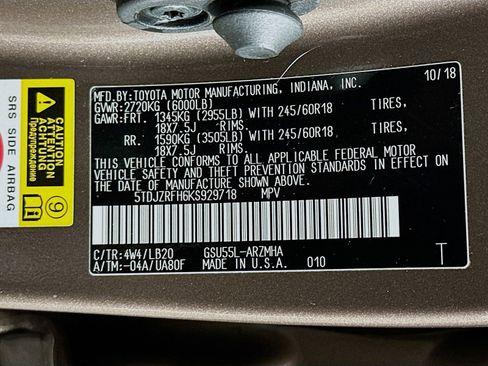 MFD. BY:TOYOTA MOTOR MANUFACTURING, INDIANA, INC. 10/18
GVWR:2720KG (6000LB)
GAWR:FRT. 1345KG (2955LB) WITH 245/60R18 TIRES,
18X7.5J RIMS.
RR. 1590KG (3505LB) WITH 245/60R18 TIRES,
18X7.5J RIMS.
THIS VEHICLE CONFORMS TO ALL APPLICABLE FEDERAL MOTOR
VEHICLE SAFETY AND THEFT PREVENTION STANDARDS IN EFFECT
ON THE DATE OF MANUFACTURE SHOWN ABOVE.
5TDJZRFH6KS929718 MPV
C/TR:4W4/LB20 GSU55L-ARZMHA
A/TM:-04A/UA80F MADE IN U.S.A. 010 T
SRS SIDE AIRBAG
CAUTION
Предупреждение
9